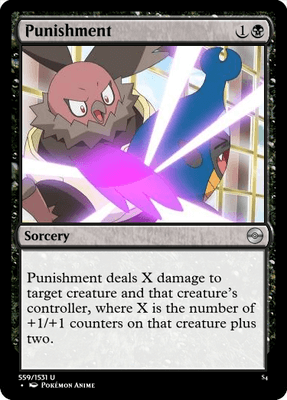 Punishment 1
Sorcery
Punishment deals X damage to
target creature and that creature's
controller, where X is the number of
+1/+1 counters on that creature plus
two.
559/1531 U S4
• Pokémon Anime